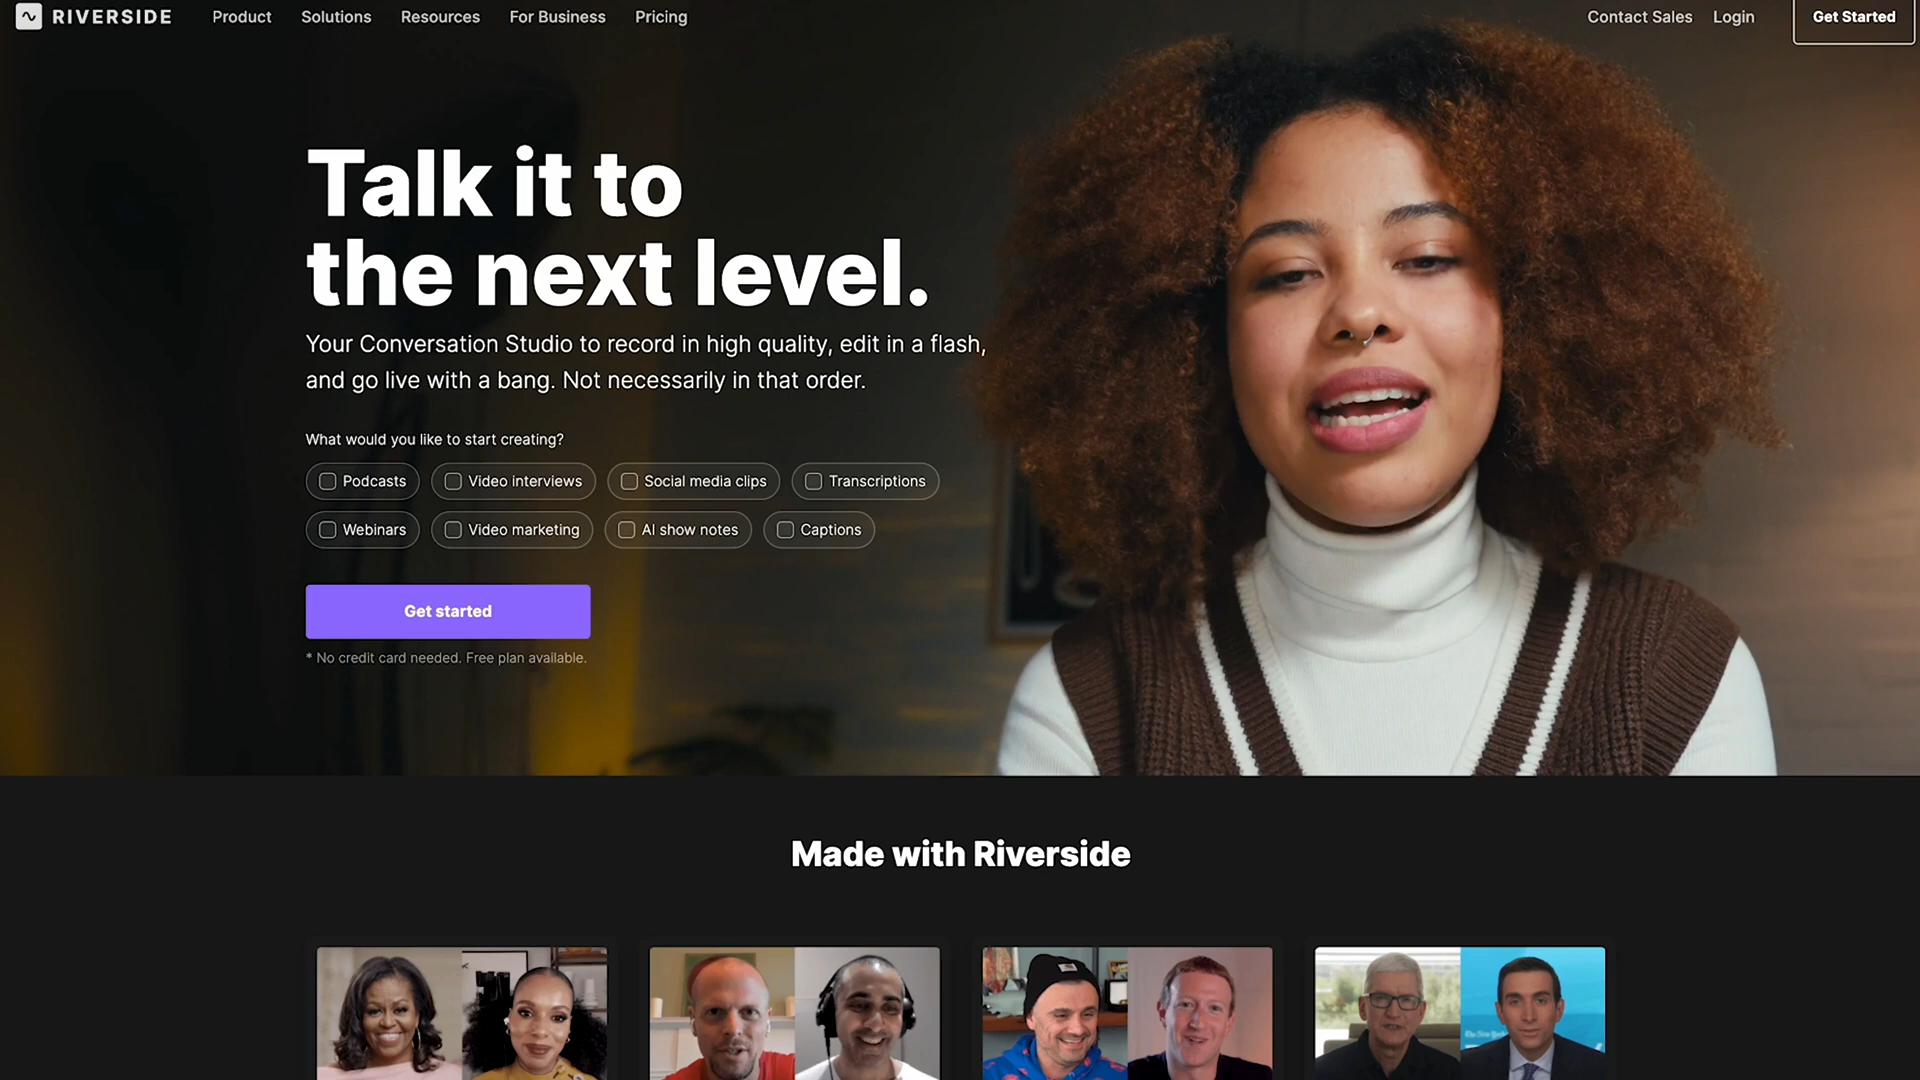 RIVERSIDE
Product
Solutions
Resources
For Business
Pricing
Contact Sales
Login
Get Started
Talk it to
the next level.
Your Conversation Studio to record in high quality, edit in a flash,
and go live with a bang. Not necessarily in that order.
What would you like to start creating?
Podcasts
Video interviews
Social media clips
Transcriptions
Webinars
Video marketing
AI show notes
Captions
Get started
* No credit card needed. Free plan available.
Made with Riverside